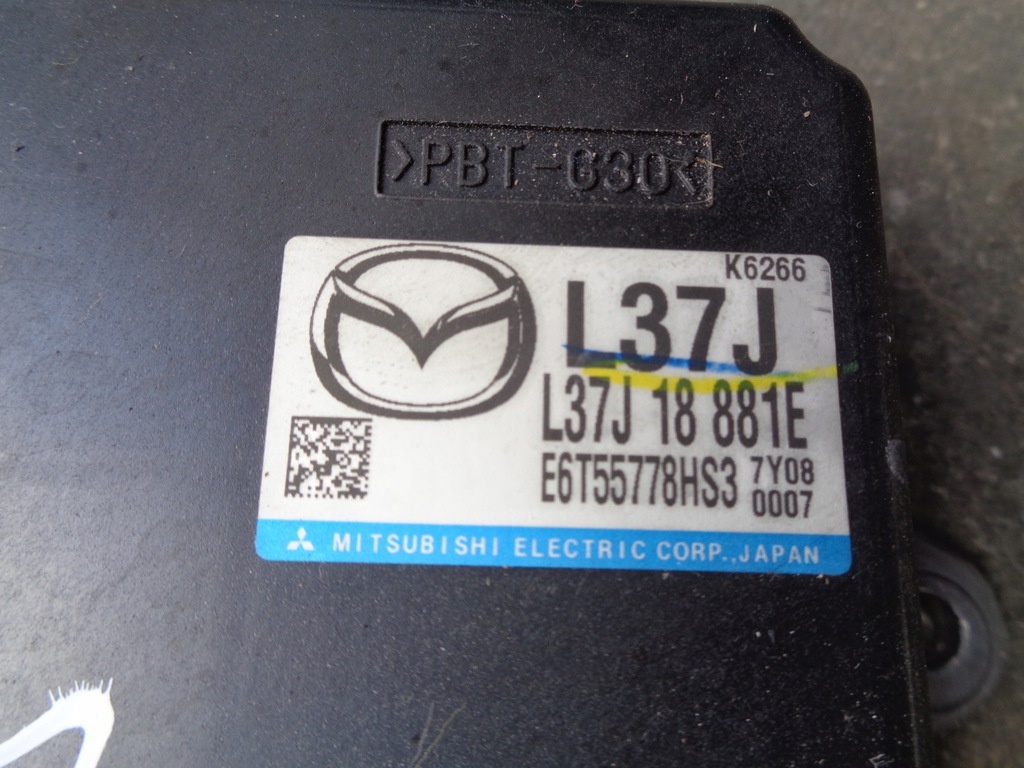 >PBT-G30<
K6266
L37J
L37J 18 881E
E6T55778HS3 7Y08
0007
MITSUBISHI ELECTRIC CORP.,JAPAN